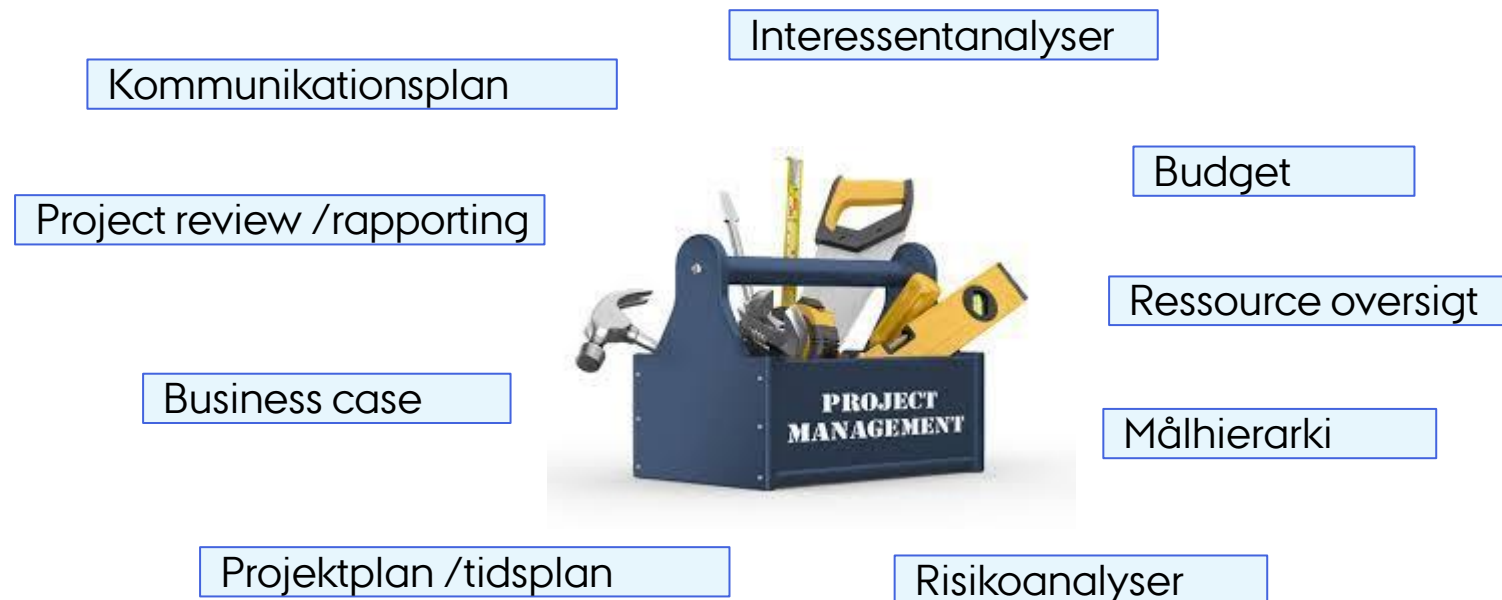 Interessentanalyser
Kommunikationsplan
Budget
Project review /rapporting
Ressource oversigt
Business case
PROJECT
MANAGEMENT
Målhierarki
Projektplan /tidsplan
Risikoanalyser